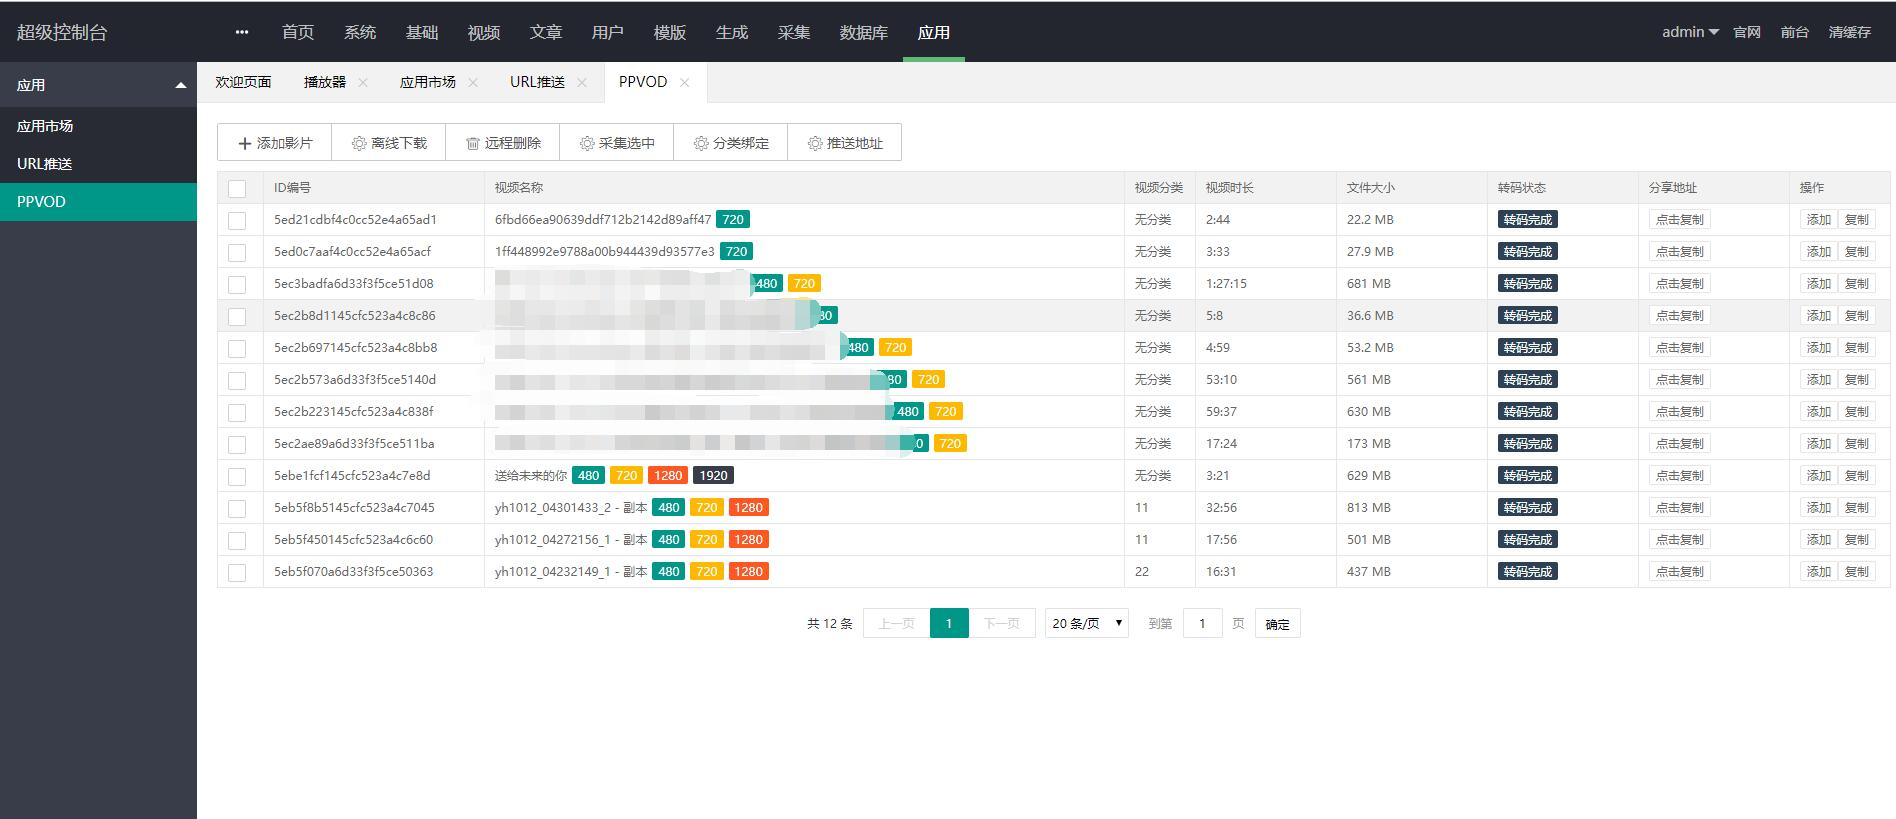 超级控制台 ••• 首页 系统 基础 视频 文章 用户 模版 生成 采集 数据库 应用 admin 官网 前台 清缓存
应用 欢迎页面 播放器 应用市场 URL推送 PPVOD
应用市场
URL推送
PPVOD
添加影片 离线下载 远程删除 采集选中 分类绑定 推送地址
ID编号 视频名称 视频分类 视频时长 文件大小 转码状态 分享地址 操作
5ed21cdbf4c0cc52e4a65ad1 6fbd66ea90639ddf712b2142d89aff47 720 无分类 2:44 22.2 MB 转码完成 点击复制 添加 复制
5ed0c7aaf4c0cc52e4a65acf 1ff448992e9788a00b944439d93577e3 720 无分类 3:33 27.9 MB 转码完成 点击复制 添加 复制
5ec3badfa6d33f3f5ce51d08 480 720 无分类 1:27:15 681 MB 转码完成 点击复制 添加 复制
5ec2b8d1145cfc523a4c8c86 无分类 5:8 36.6 MB 转码完成 点击复制 添加 复制
5ec2b697145cfc523a4c8bb8 480 720 无分类 4:59 53.2 MB 转码完成 点击复制 添加 复制
5ec2b573a6d33f3f5ce5140d 720 无分类 53:10 561 MB 转码完成 点击复制 添加 复制
5ec2b223145cfc523a4c838f 480 720 无分类 59:37 630 MB 转码完成 点击复制 添加 复制
5ec2ae89a6d33f3f5ce511ba 720 无分类 17:24 173 MB 转码完成 点击复制 添加 复制
5ebe1fcf145cfc523a4c7e8d 送给未来的你 480 720 1280 1920 无分类 3:21 629 MB 转码完成 点击复制 添加 复制
5eb5f8b5145cfc523a4c7045 yh1012_04301433_2 - 副本 480 720 1280 11 32:56 813 MB 转码完成 点击复制 添加 复制
5eb5f450145cfc523a4c6c60 yh1012_04272156_1 - 副本 480 720 1280 11 17:56 501 MB 转码完成 点击复制 添加 复制
5eb5f070a6d33f3f5ce50363 yh1012_04232149_1 - 副本 480 720 1280 22 16:31 437 MB 转码完成 点击复制 添加 复制
共 12 条 上一页 1 下一页 20 条/页 到第 1 页 确定